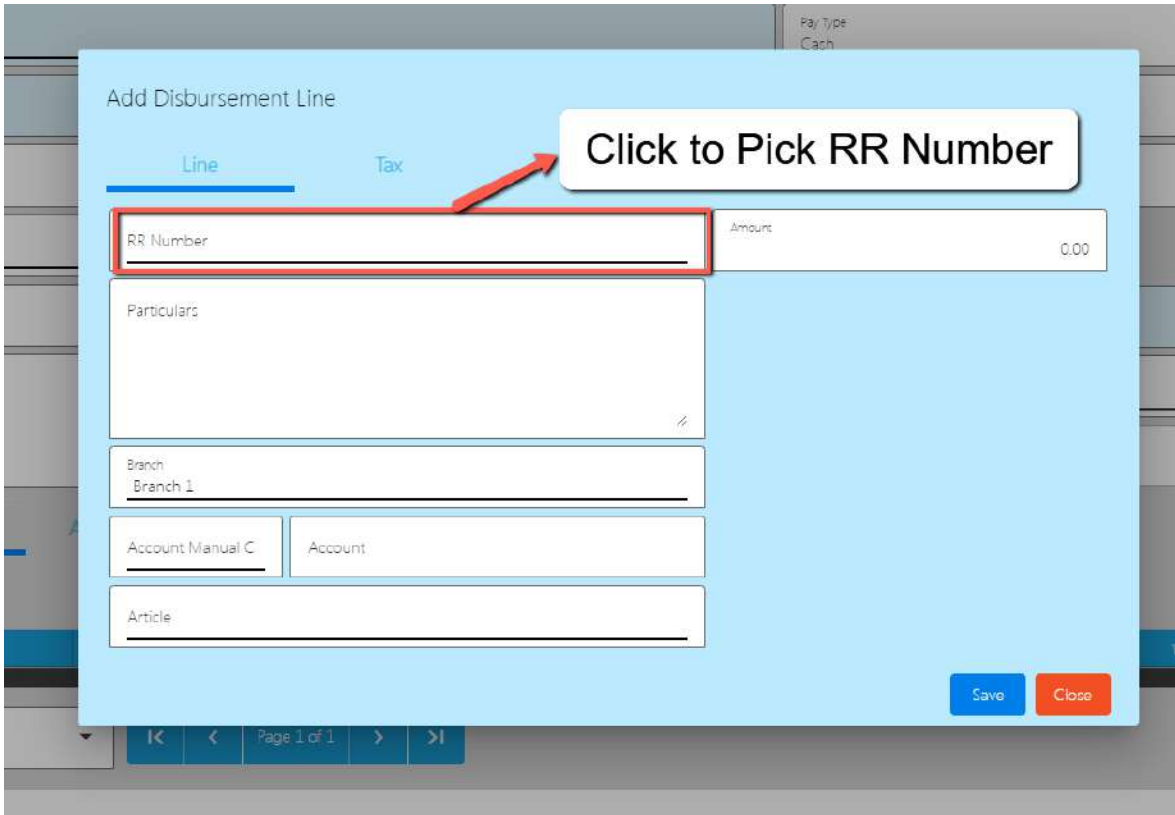 Pay Type
Cash
Add Disbursement Line
Click to Pick RR Number
Line
Tax
RR Number
Amount
0.00
Particulars
Branch
Branch 1
Account Manual C
Account
Article
Save
Close
Page 1 of 1